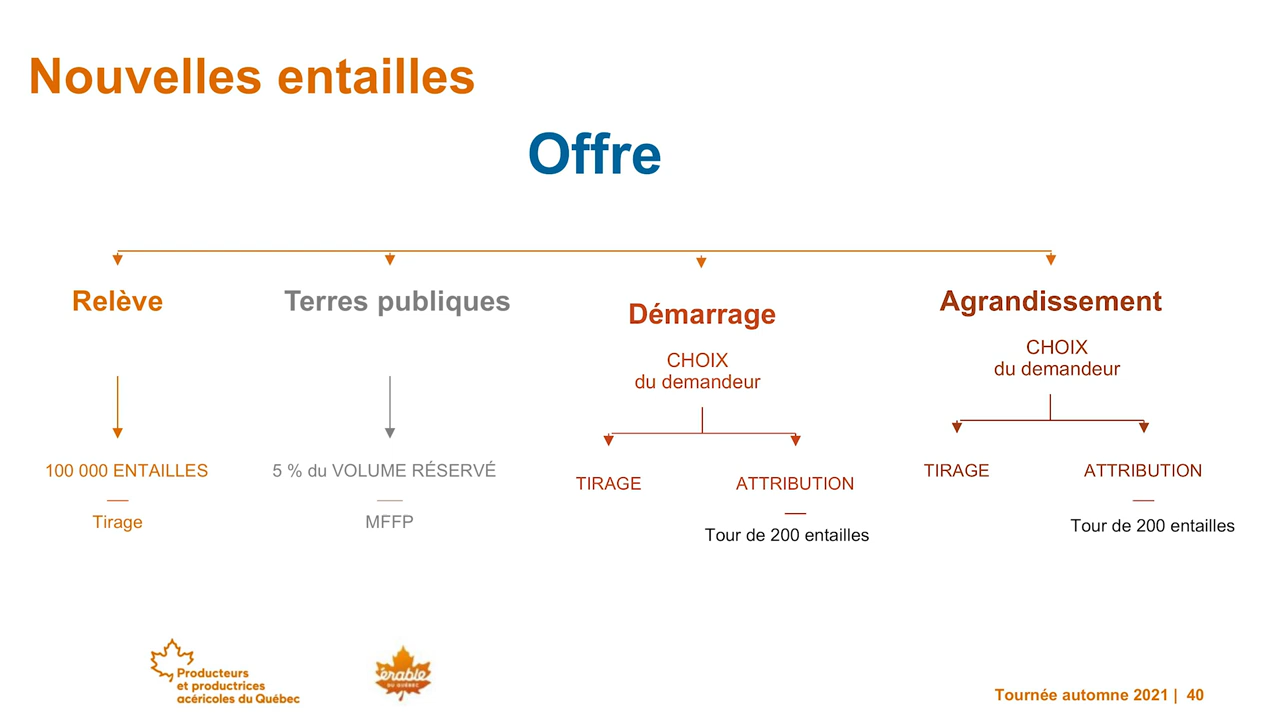 Nouvelles entailles
Offre
Relève
100 000 ENTAILLES
Tirage
Terres publiques
5 % du VOLUME RÉSERVÉ
MFFP
Démarrage
CHOIX
du demandeur
TIRAGE
ATTRIBUTION
Tour de 200 entailles
Agrandissement
CHOIX
du demandeur
TIRAGE
ATTRIBUTION
Tour de 200 entailles
Producteurs
et productrices
acéricoles du Québec
érable
DU QUÉBEC
Tournée automne 2021 | 40